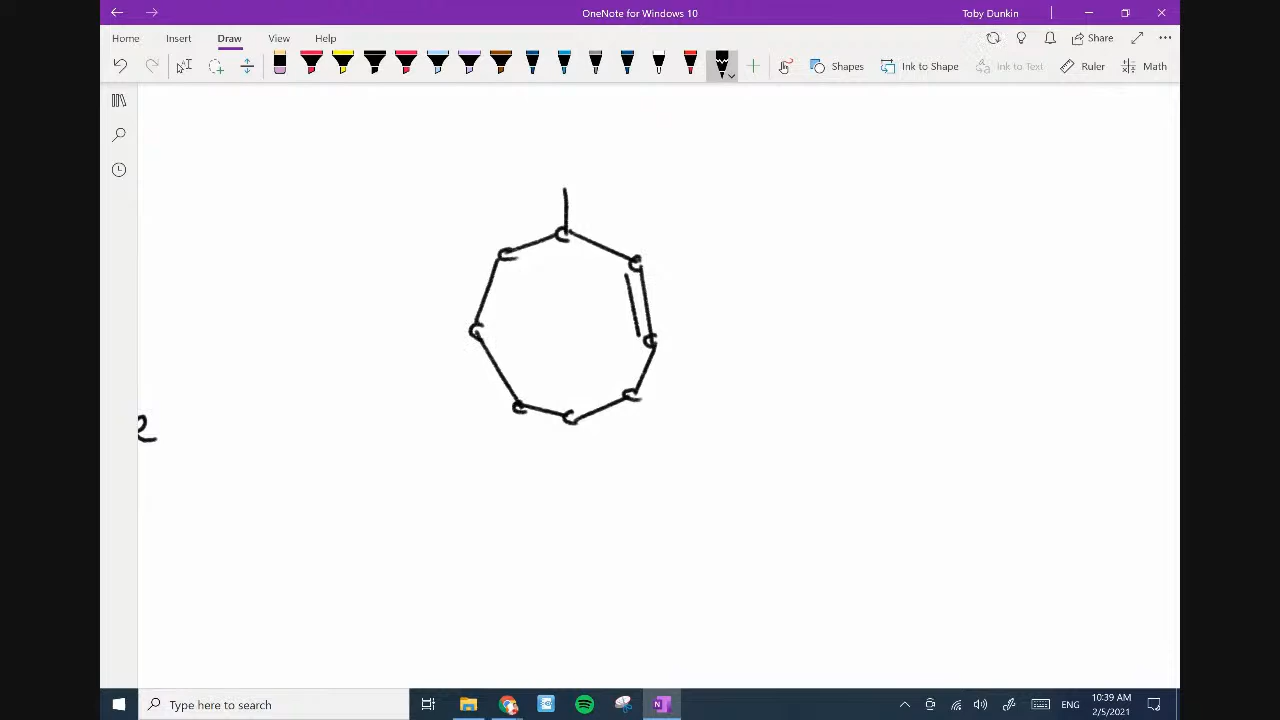 OneNote for Windows 10
Toby Dunkin
Home Insert Draw View Help
Share
Shapes Ink to Shape Ink to Text Ruler Math
C
C C
C C
C C
C
e
Type here to search
ENG
10:39 AM
2/5/2021